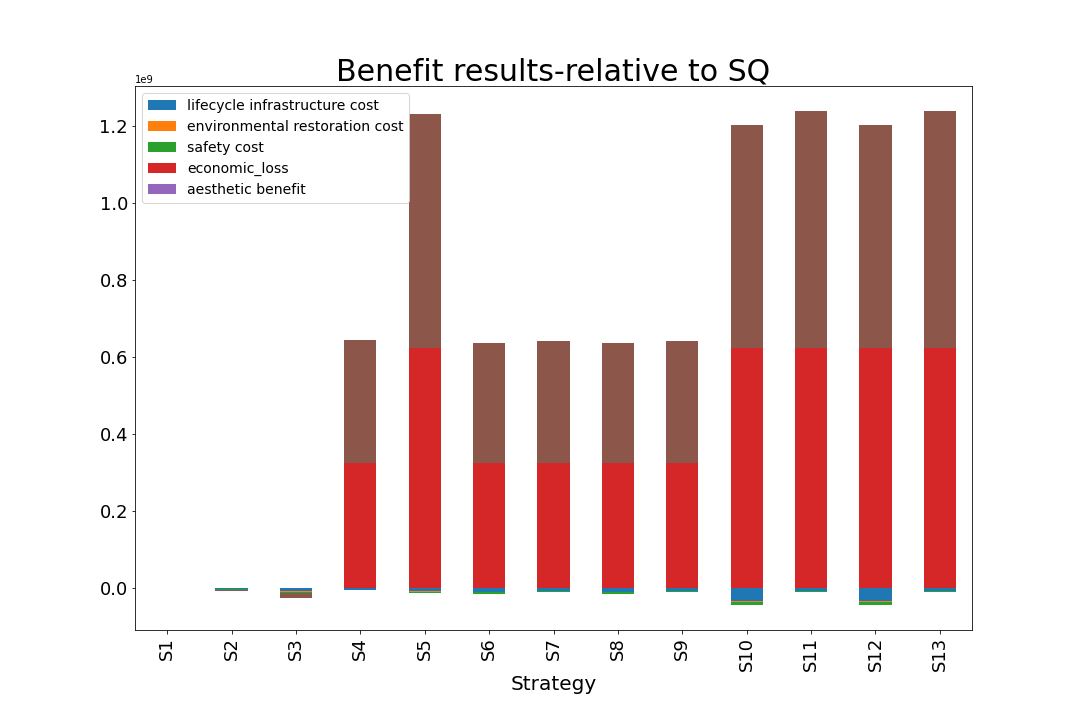 Benefit results-relative to SQ
1e9
lifecycle infrastructure cost
environmental restoration cost
safety cost
economic_loss
aesthetic benefit
1.2
1.0
0.8
0.6
0.4
0.2
0.0
S1 S2 S3 S4 S5 S6 S7 S8 S9 S10 S11 S12 S13
Strategy